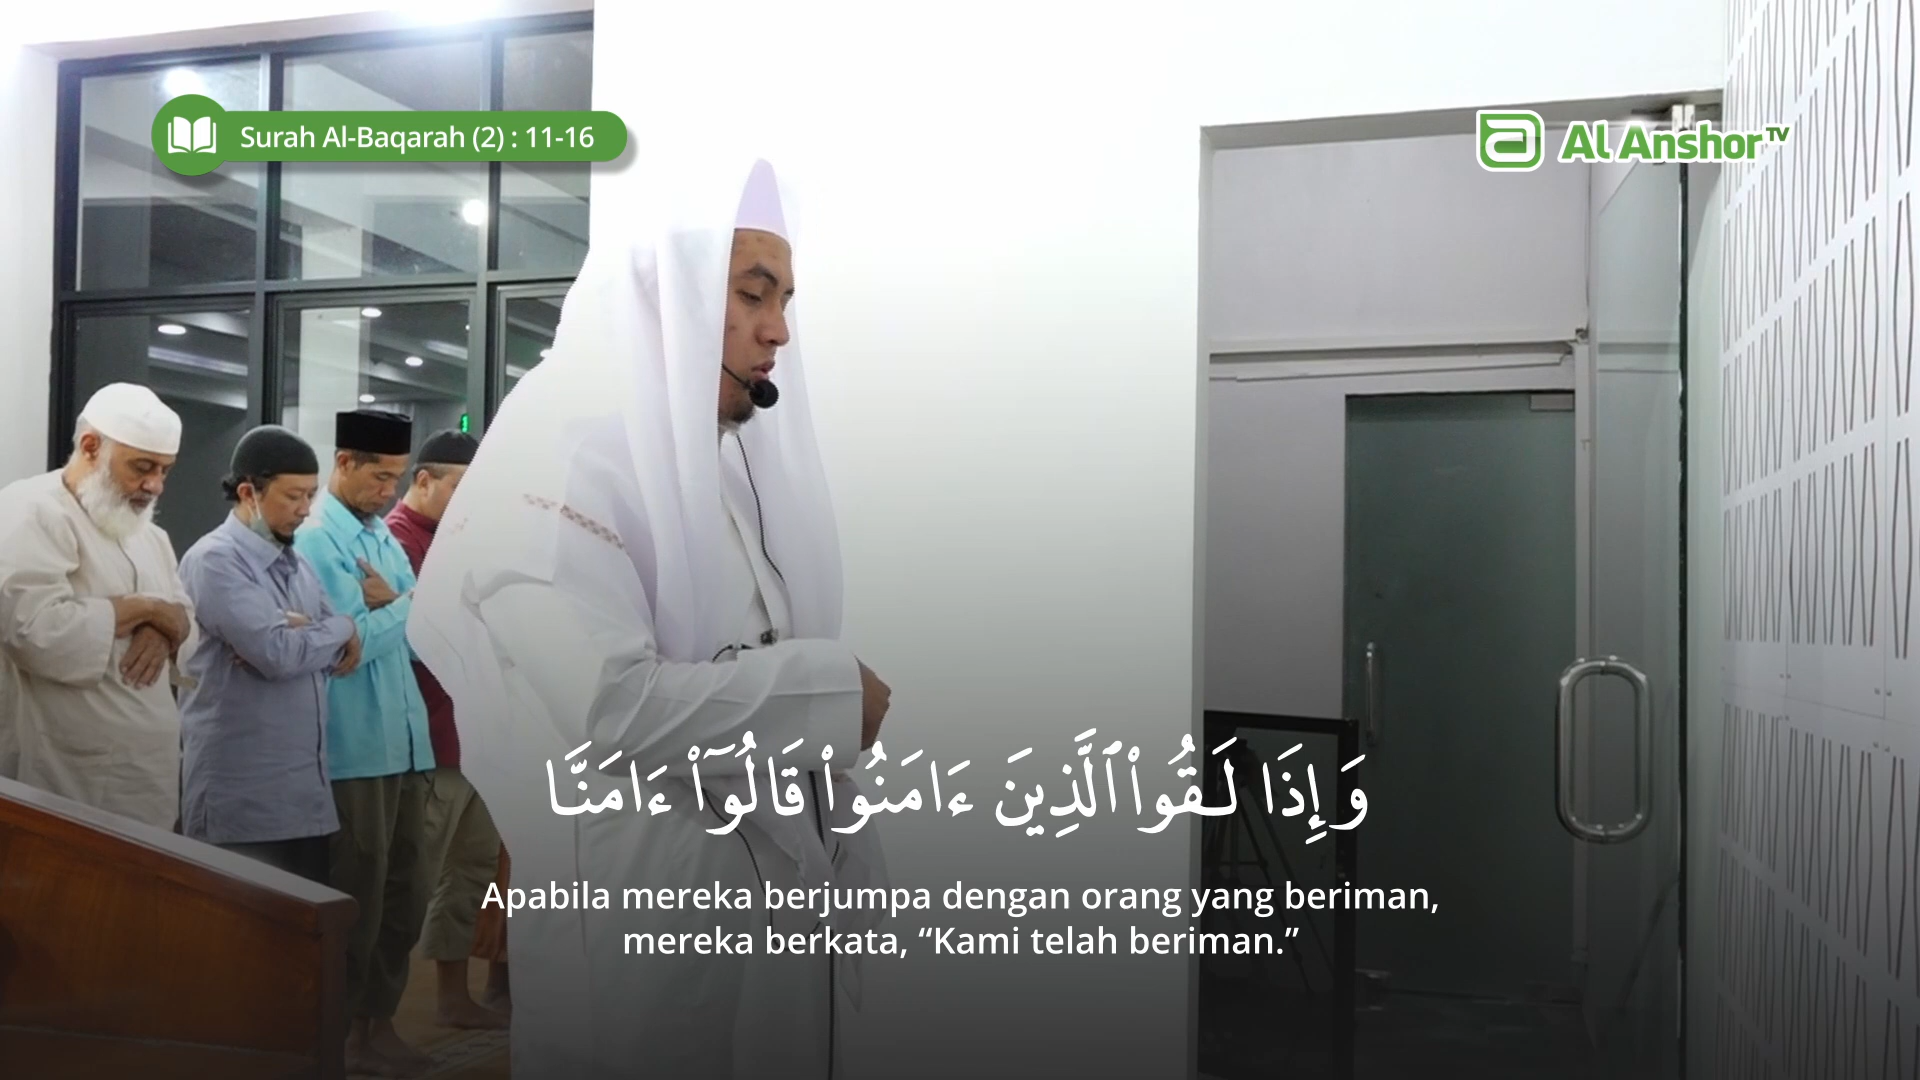 Surah Al-Baqarah (2) : 11-16
Al Anshor TV
وَإِذَا لَقُوا۟ ٱلَّذِينَ ءَامَنُوا۟ قَالُوٓا۟ ءَامَنَّا
Apabila mereka berjumpa dengan orang yang beriman,
mereka berkata, “Kami telah beriman.”